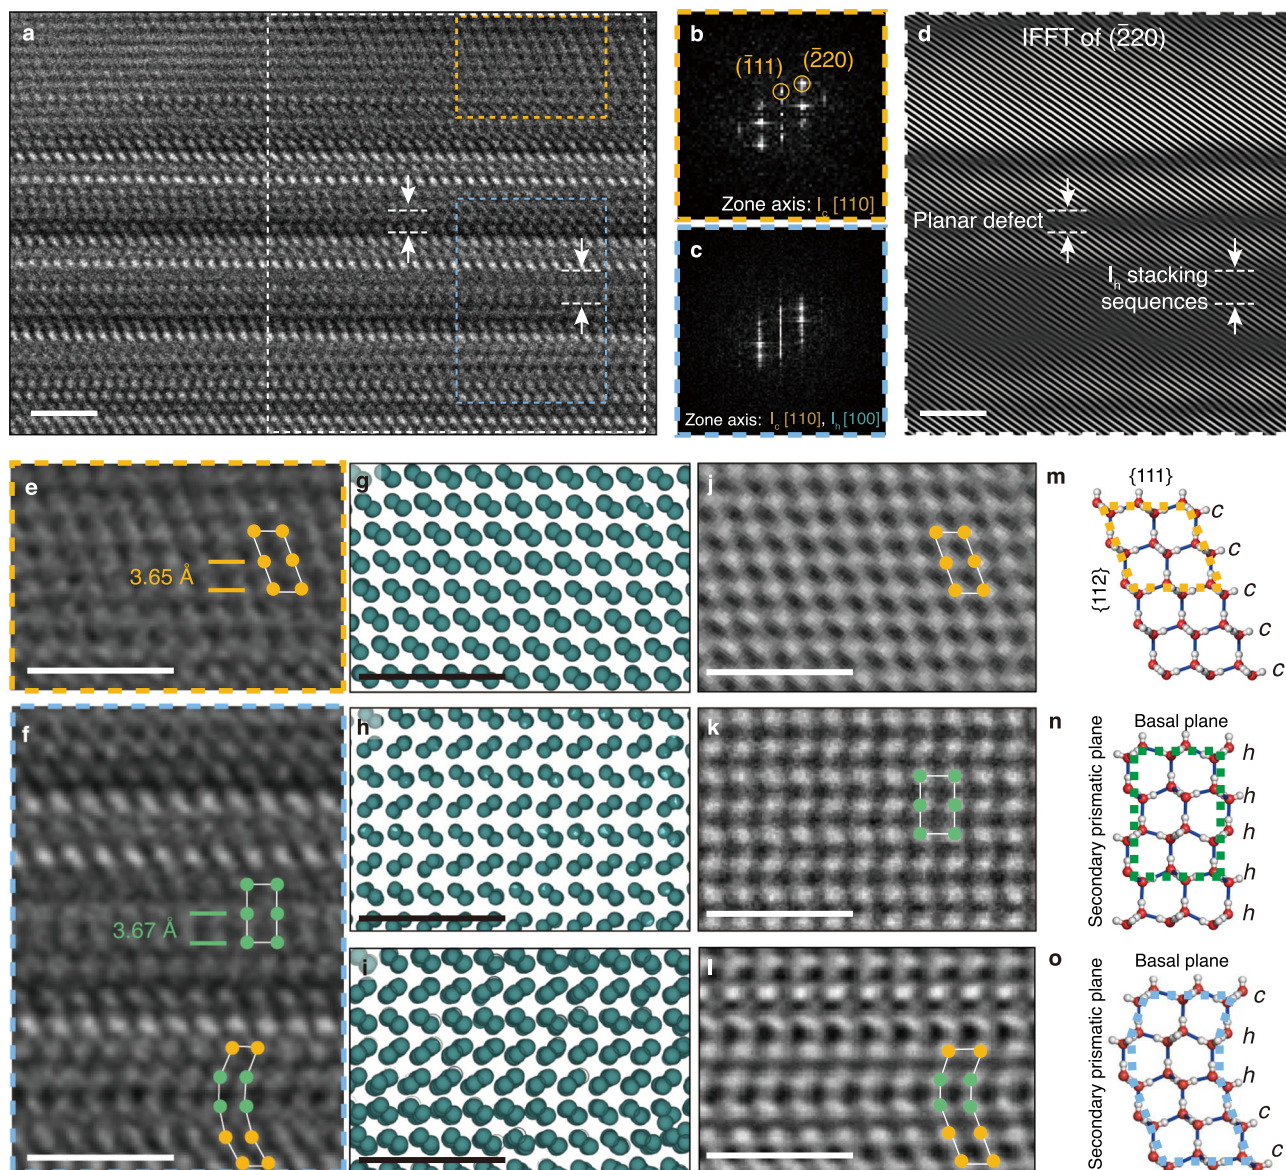 a
b
(1̄11)
(2̄20)
Zone axis: Ic [110]
c
Zone axis: Ic [110], Ih [100]
d
IFFT of (2̄20)
Planar defect
Ih stacking
sequences
e
3.65 Å
f
3.67 Å
g
h
i
j
k
l
m
{111}
{112}
c
c
c
c
c
n
Basal plane
Secondary prismatic plane
h
h
h
h
h
o
Basal plane
Secondary prismatic plane
c
h
h
c
c